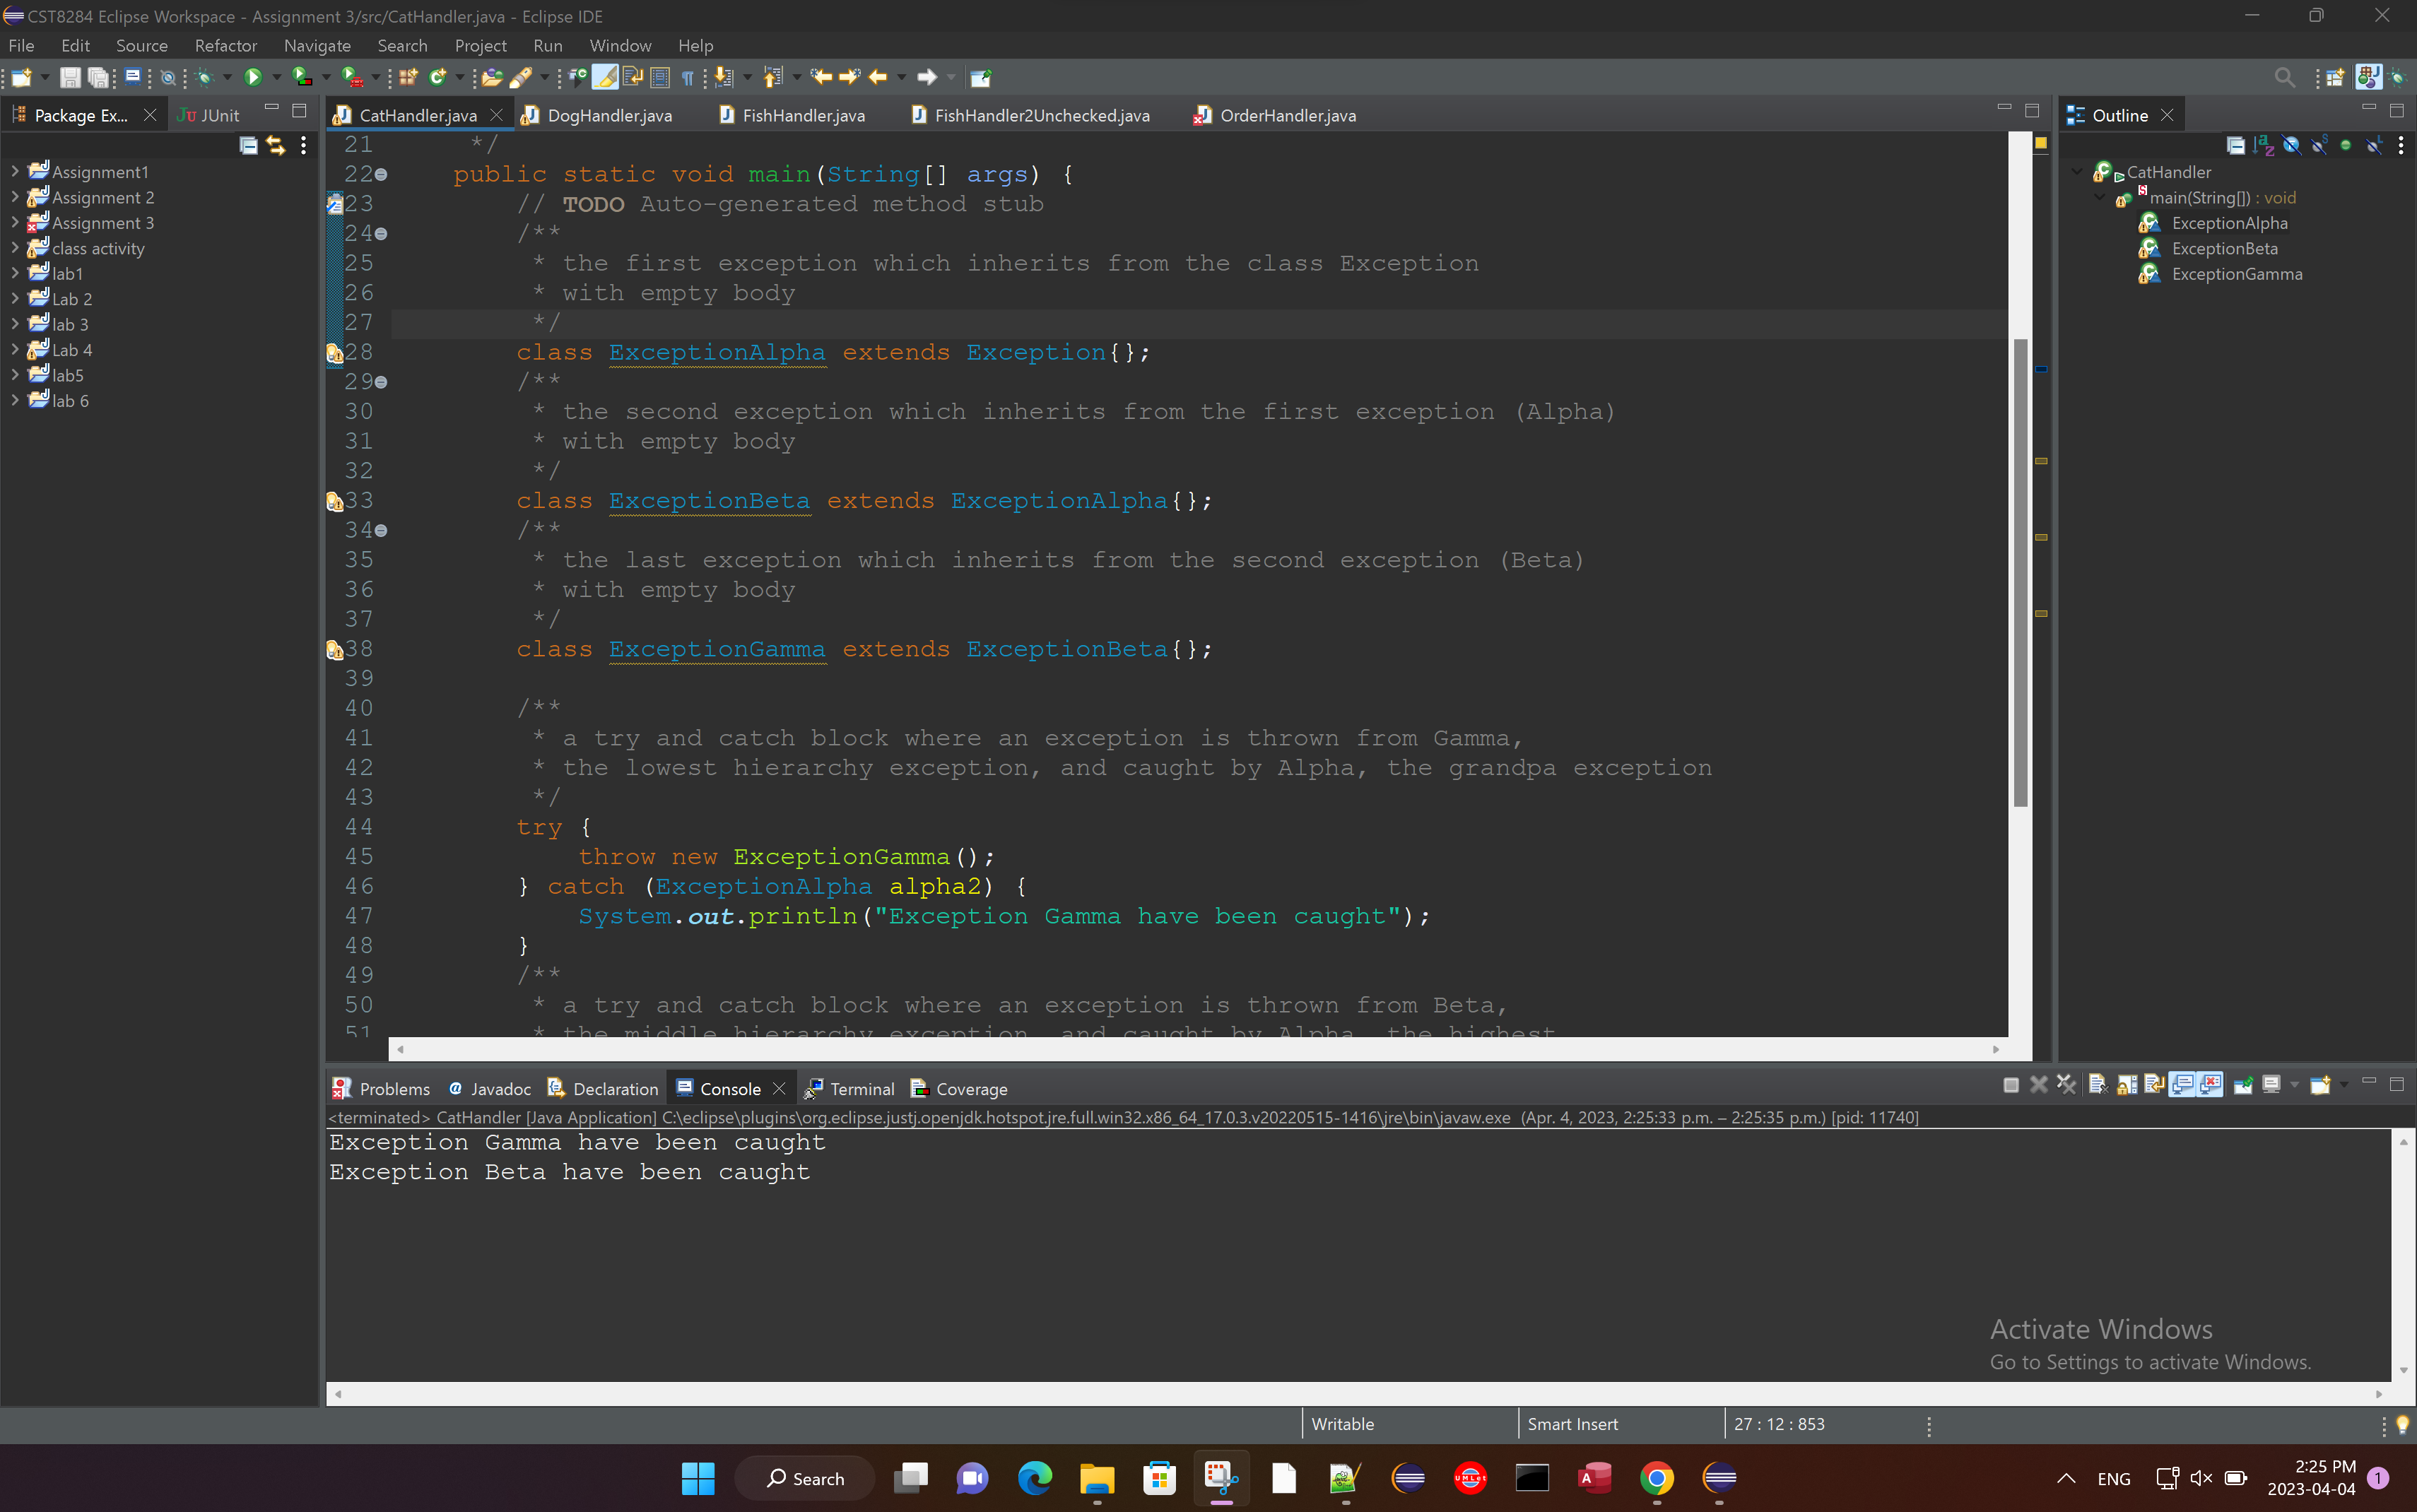 CST8284 Eclipse Workspace - Assignment 3/src/CatHandler.java - Eclipse IDE
File Edit Source Refactor Navigate Search Project Run Window Help
Package Ex... JUnit
CatHandler.java DogHandler.java FishHandler.java FishHandler2Unchecked.java OrderHandler.java
Outline
Assignment1
Assignment 2
Assignment 3
class activity
lab1
Lab 2
lab 3
Lab 4
lab5
lab 6
21 */
22 public static void main(String[] args) {
23 // TODO Auto-generated method stub
24 /**
25 * the first exception which inherits from the class Exception
26 * with empty body
27 */
28 class ExceptionAlpha extends Exception{};
29 /**
30 * the second exception which inherits from the first exception (Alpha)
31 * with empty body
32 */
33 class ExceptionBeta extends ExceptionAlpha{};
34 /**
35 * the last exception which inherits from the second exception (Beta)
36 * with empty body
37 */
38 class ExceptionGamma extends ExceptionBeta{};
39
40 /**
41 * a try and catch block where an exception is thrown from Gamma,
42 * the lowest hierarchy exception, and caught by Alpha, the grandpa exception
43 */
44 try {
45 throw new ExceptionGamma();
46 } catch (ExceptionAlpha alpha2) {
47 System.out.println("Exception Gamma have been caught");
48 }
49 /**
50 * a try and catch block where an exception is thrown from Beta,
51 * the middle hierarchy exception, and caught by Alpha, the highest
CatHandler
main(String[]) : void
ExceptionAlpha
ExceptionBeta
ExceptionGamma
Problems @ Javadoc Declaration Console Terminal Coverage
<terminated> CatHandler [Java Application] C:\eclipse\plugins\org.eclipse.justj.openjdk.hotspot.jre.full.win32.x86_64_17.0.3.v20220515-1416\jre\bin\javaw.exe (Apr. 4, 2023, 2:25:33 p.m. – 2:25:35 p.m.) [pid: 11740]
Exception Gamma have been caught
Exception Beta have been caught
Activate Windows
Go to Settings to activate Windows.
Writable Smart Insert 27 : 12 : 853
Search
UMLet
A
ENG
2:25 PM
2023-04-04
1